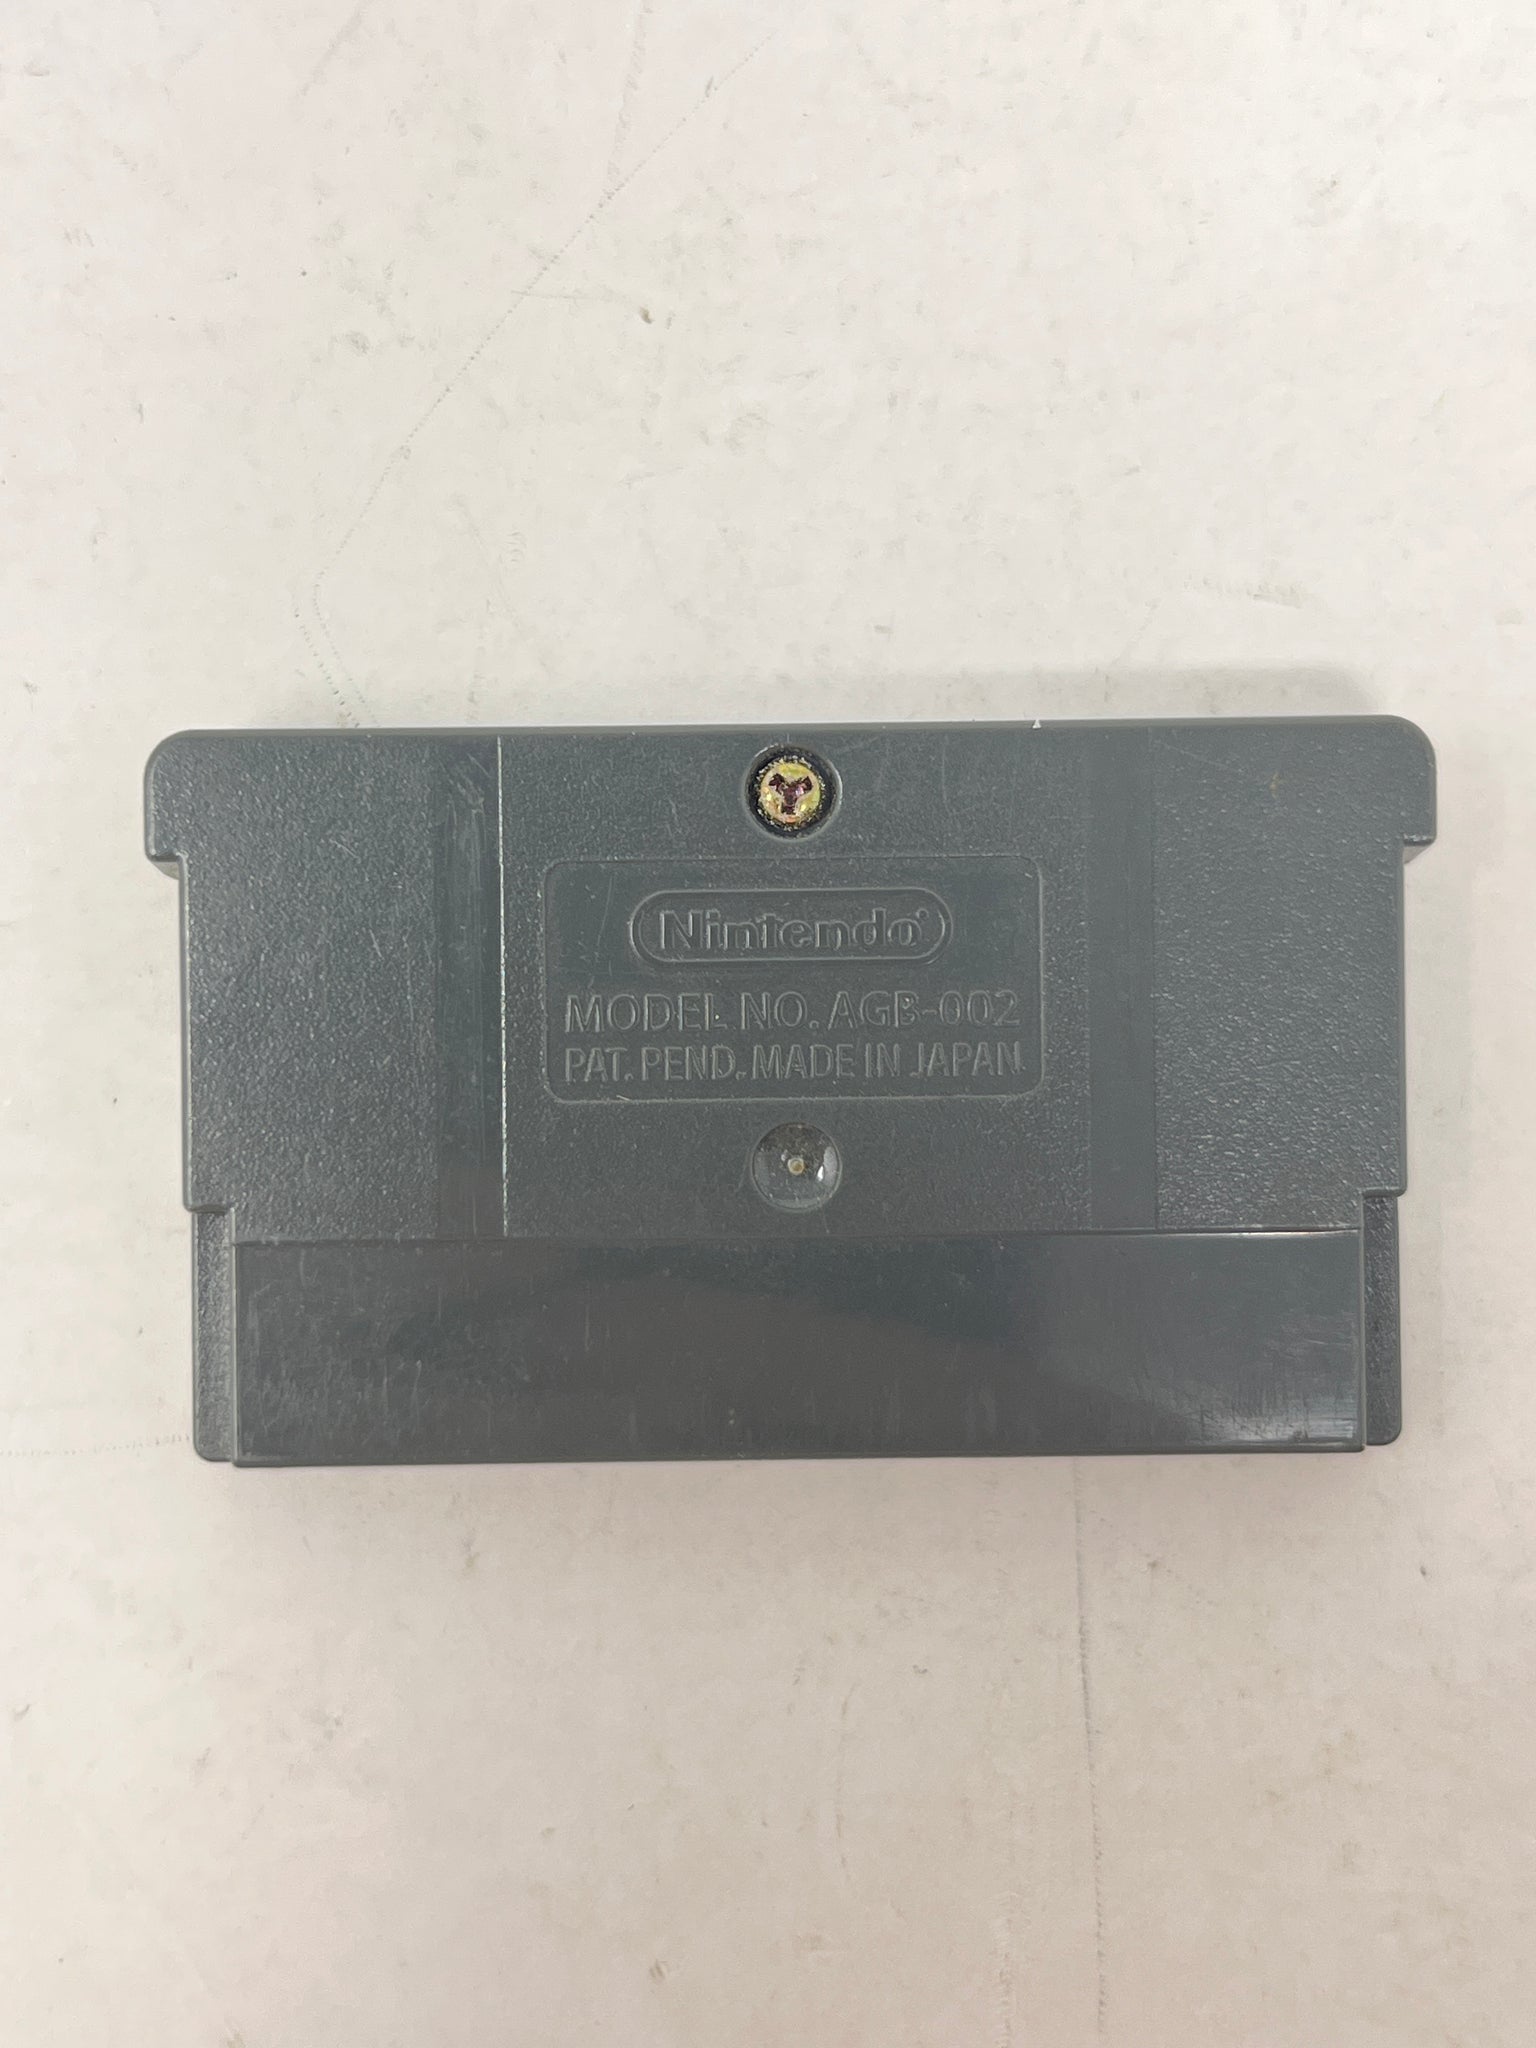 Nintendo®
MODEL NO. AGB-002
PAT. PEND. MADE IN JAPAN